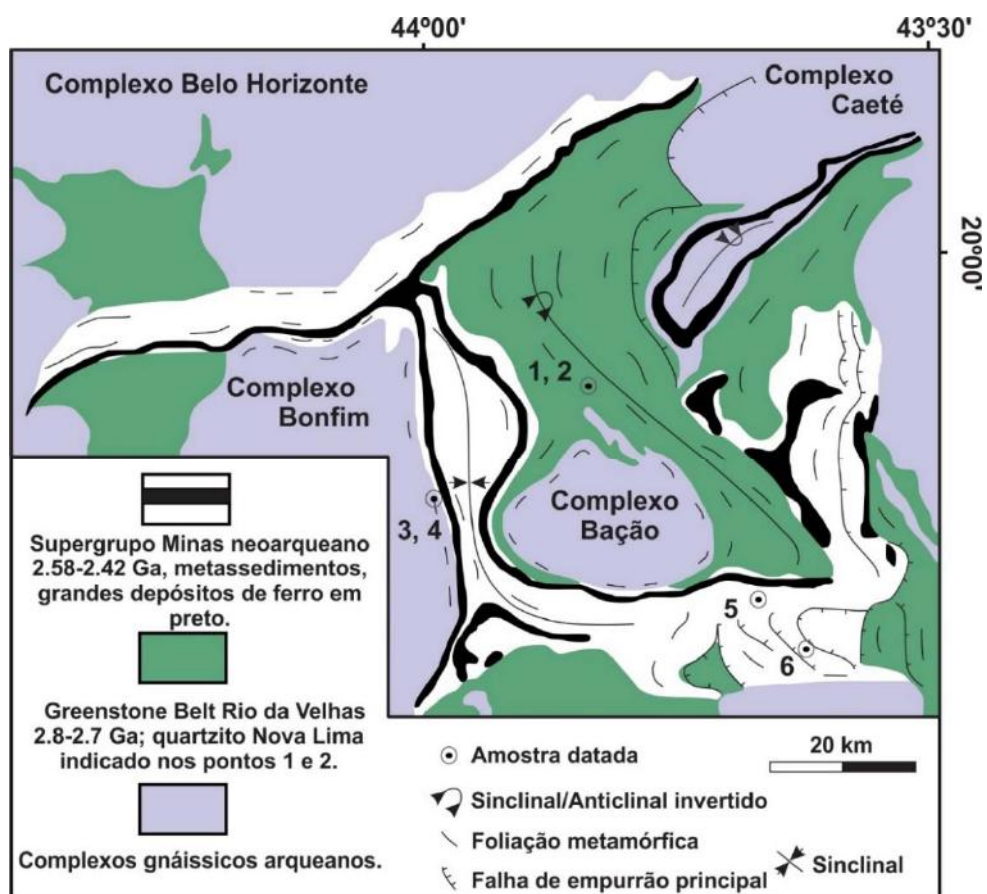 44º00'
43º30'
Complexo Belo Horizonte
Complexo
Caeté
20º00'
1, 2
Complexo
Bonfim
Complexo
Bação
3, 4
5
6
Supergrupo Minas neoarqueano
2.58-2.42 Ga, metassedimentos,
grandes depósitos de ferro em
preto.
Greenstone Belt Rio da Velhas
2.8-2.7 Ga; quartzito Nova Lima
indicado nos pontos 1 e 2.
Complexos gnáissicos arqueanos.
Amostra datada
20 km
Sinclinal/Anticlinal invertido
Foliação metamórfica
Sinclinal
Falha de empurrão principal